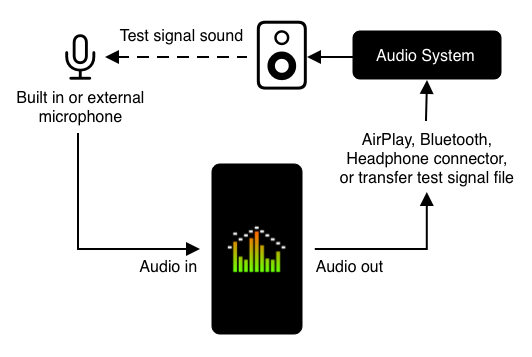 Test signal sound
Audio System
Built in or external
microphone
AirPlay, Bluetooth,
Headphone connector,
or transfer test signal file
Audio in
Audio out